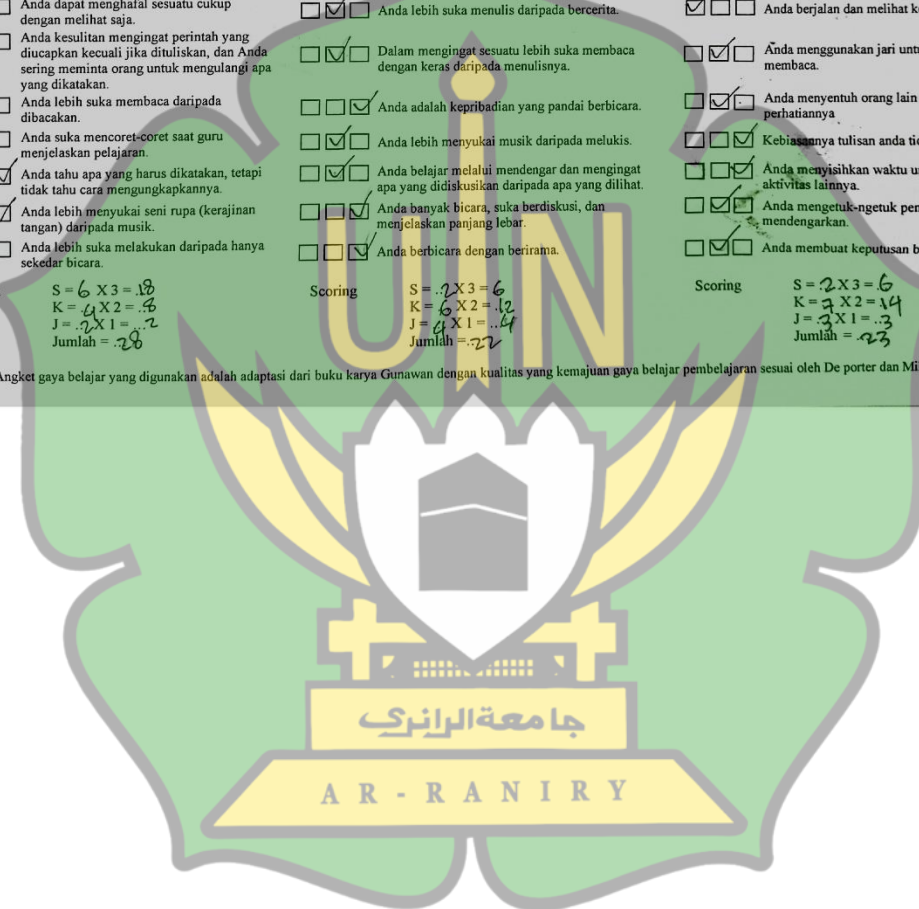 Anda dapat menghafal sesuatu cukup
dengan melihat saja.
Anda kesulitan mengingat perintah yang
diucapkan kecuali jika dituliskan, dan Anda
sering meminta orang untuk mengulangi apa
yang dikatakan.
Anda lebih suka membaca daripada
dibacakan.
Anda suka mencoret-coret saat guru
menjelaskan pelajaran.
Anda tahu apa yang harus dikatakan, tetapi
tidak tahu cara mengungkapkannya.
Anda lebih menyukai seni rupa (kerajinan
tangan) daripada musik.
Anda lebih suka melakukan daripada hanya
sekedar bicara.
S = 6 X 3 = 18
K = 4 X 2 = 8
J = 2 X 1 = 2
Jumlah = 28
Anda lebih suka menulis daripada bercerita.
Dalam mengingat sesuatu lebih suka membaca
dengan keras daripada menulisnya.
Anda adalah kepribadian yang pandai berbicara.
Anda lebih menyukai musik daripada melukis.
Anda belajar melalui mendengar dan mengingat
apa yang didiskusikan daripada apa yang dilihat.
Anda banyak bicara, suka berdiskusi, dan
menjelaskan panjang lebar.
Anda berbicara dengan berirama.
Scoring
S = 2 X 3 = 6
K = 6 X 2 = 12
J = 4 X 1 = 4
Jumlah = 22
Anda berjalan dan melihat
Anda menggunakan jari
membaca.
Anda menyentuh orang lain
perhatiannya
Kebiasannya tulisan anda
Anda menyisihkan waktu
aktivitas lainnya.
Anda mengetuk-ngetuk
mendengarkan.
Anda membuat keputusan
Scoring
S = 2 X 3 = 6
K = 7 X 2 = 14
J = 3 X 1 = 3
Jumlah = 23
Angket gaya belajar yang digunakan adalah adaptasi dari buku karya Gunawan dengan kualitas yang kemajuan gaya belajar pembelajaran sesuai oleh De porter dan
UIN
جامعةالرانري
AR-RANIRY